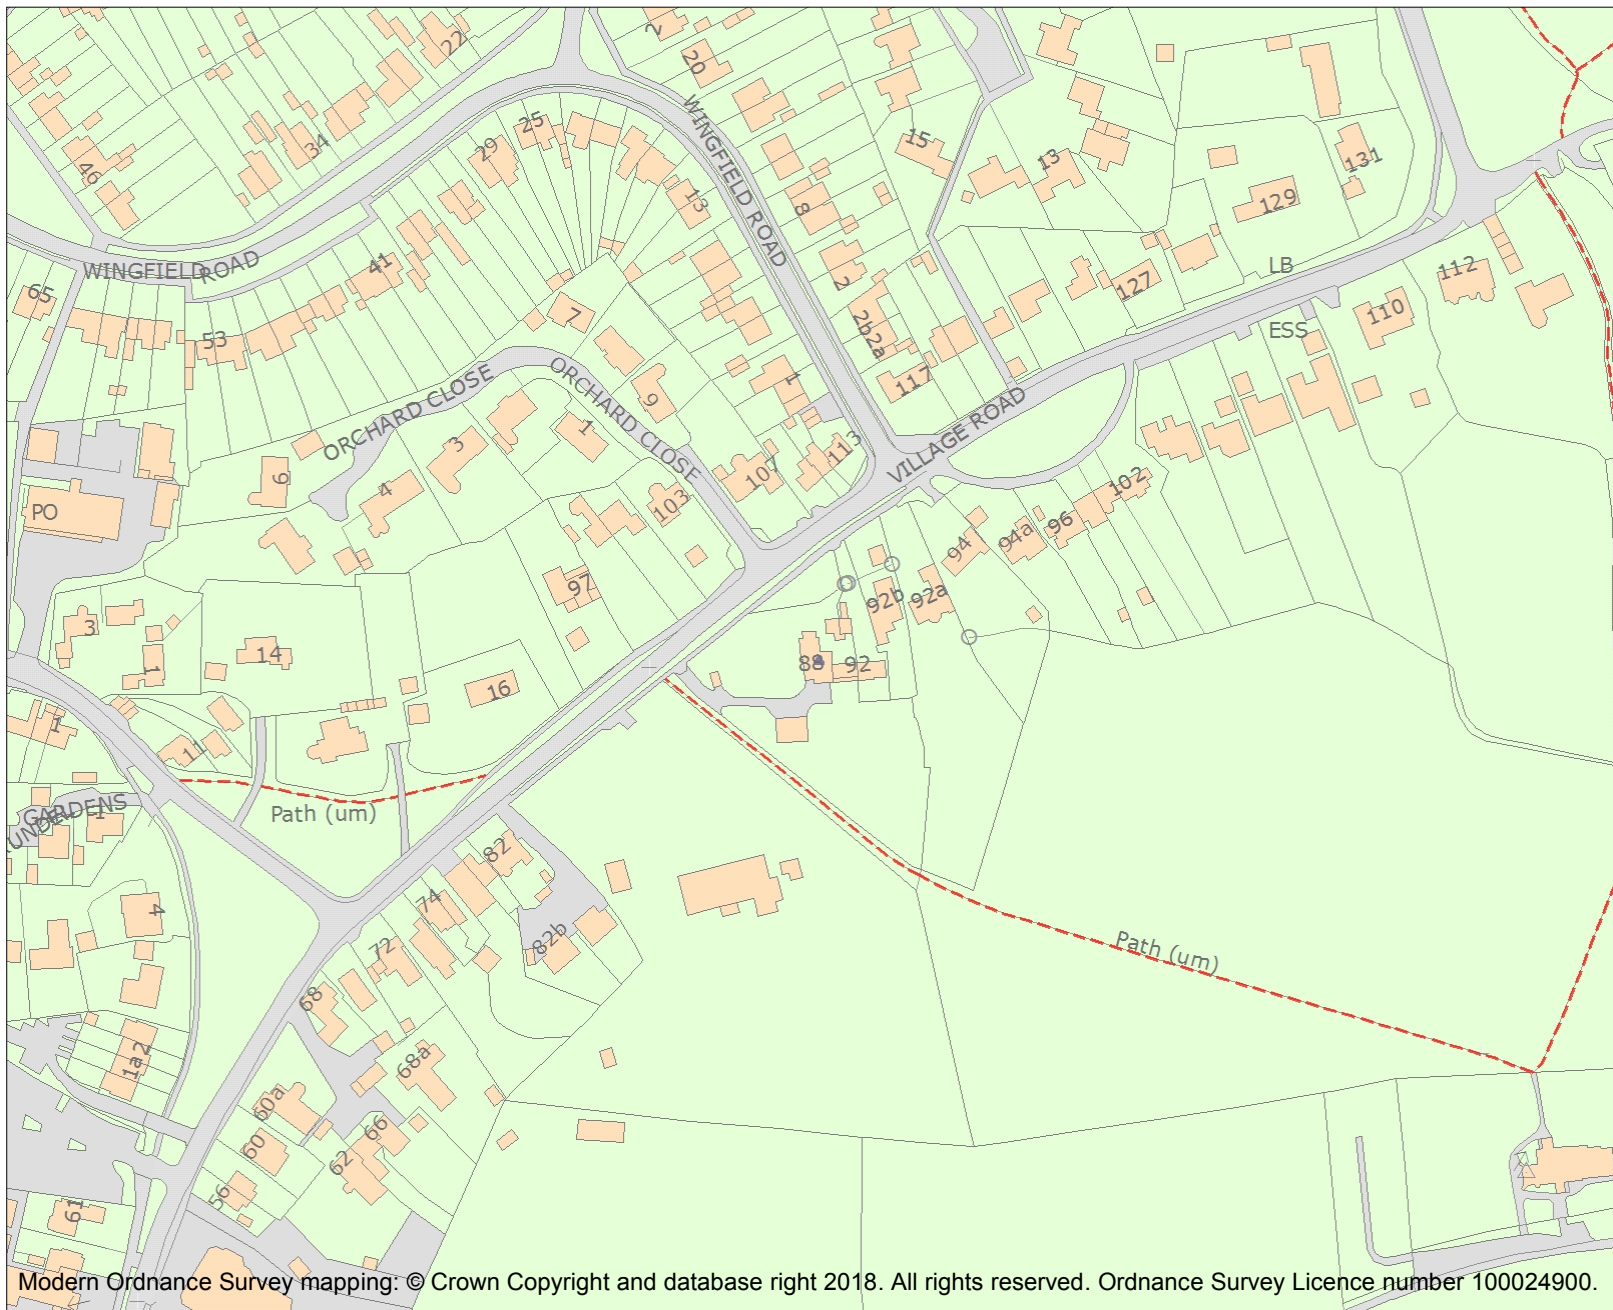 22
2
20
46
34
29
25
13
WINGFIELD ROAD
8
15
13
131
129
2
WINGFIELD ROAD
41
65
53
7
2b2a
127
LB
ESS
112
110
ORCHARD CLOSE
ORCHARD CLOSE
9
1
117
VILLAGE ROAD
3
1
6
4
107
113
103
102
PO
97
94
94a
96
92b
92a
3
1
14
16
88
92
1
11
Path (um)
GARDENS
1
82
74
4
72
82b
68
Path (um)
1a2
68a
60a
60
66
62
56
61
Modern Ordnance Survey mapping: © Crown Copyright and database right 2018. All rights reserved. Ordnance Survey Licence number 100024900.